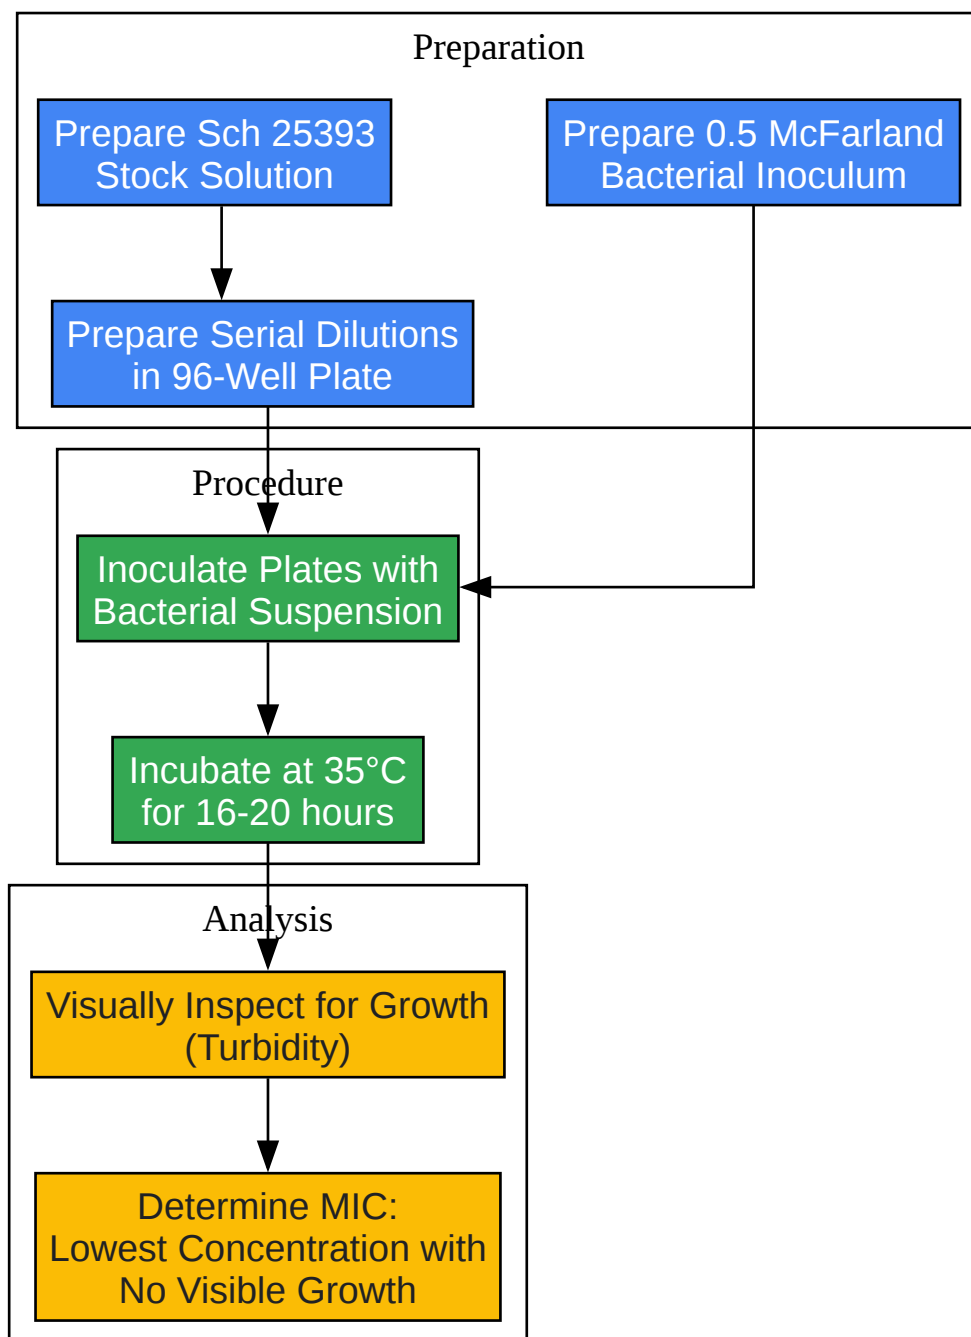 Preparation
Prepare Sch 25393
Stock Solution
Prepare 0.5 McFarland
Bacterial Inoculum
Prepare Serial Dilutions
in 96-Well Plate
Procedure
Inoculate Plates with
Bacterial Suspension
Incubate at 35°C
for 16-20 hours
Analysis
Visually Inspect for Growth
(Turbidity)
Determine MIC:
Lowest Concentration with
No Visible Growth